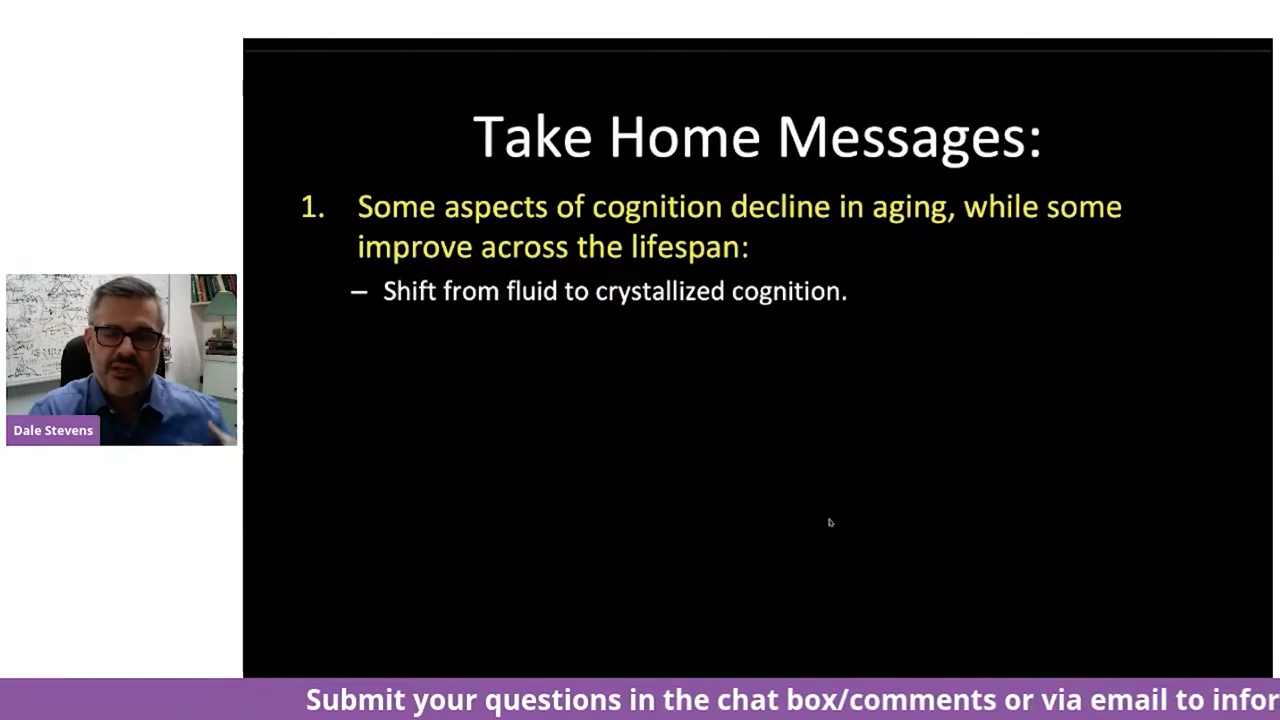 Take Home Messages:
1. Some aspects of cognition decline in aging, while some
improve across the lifespan:
– Shift from fluid to crystallized cognition.
Dale Stevens
Submit your questions in the chat box/comments or via email to infor